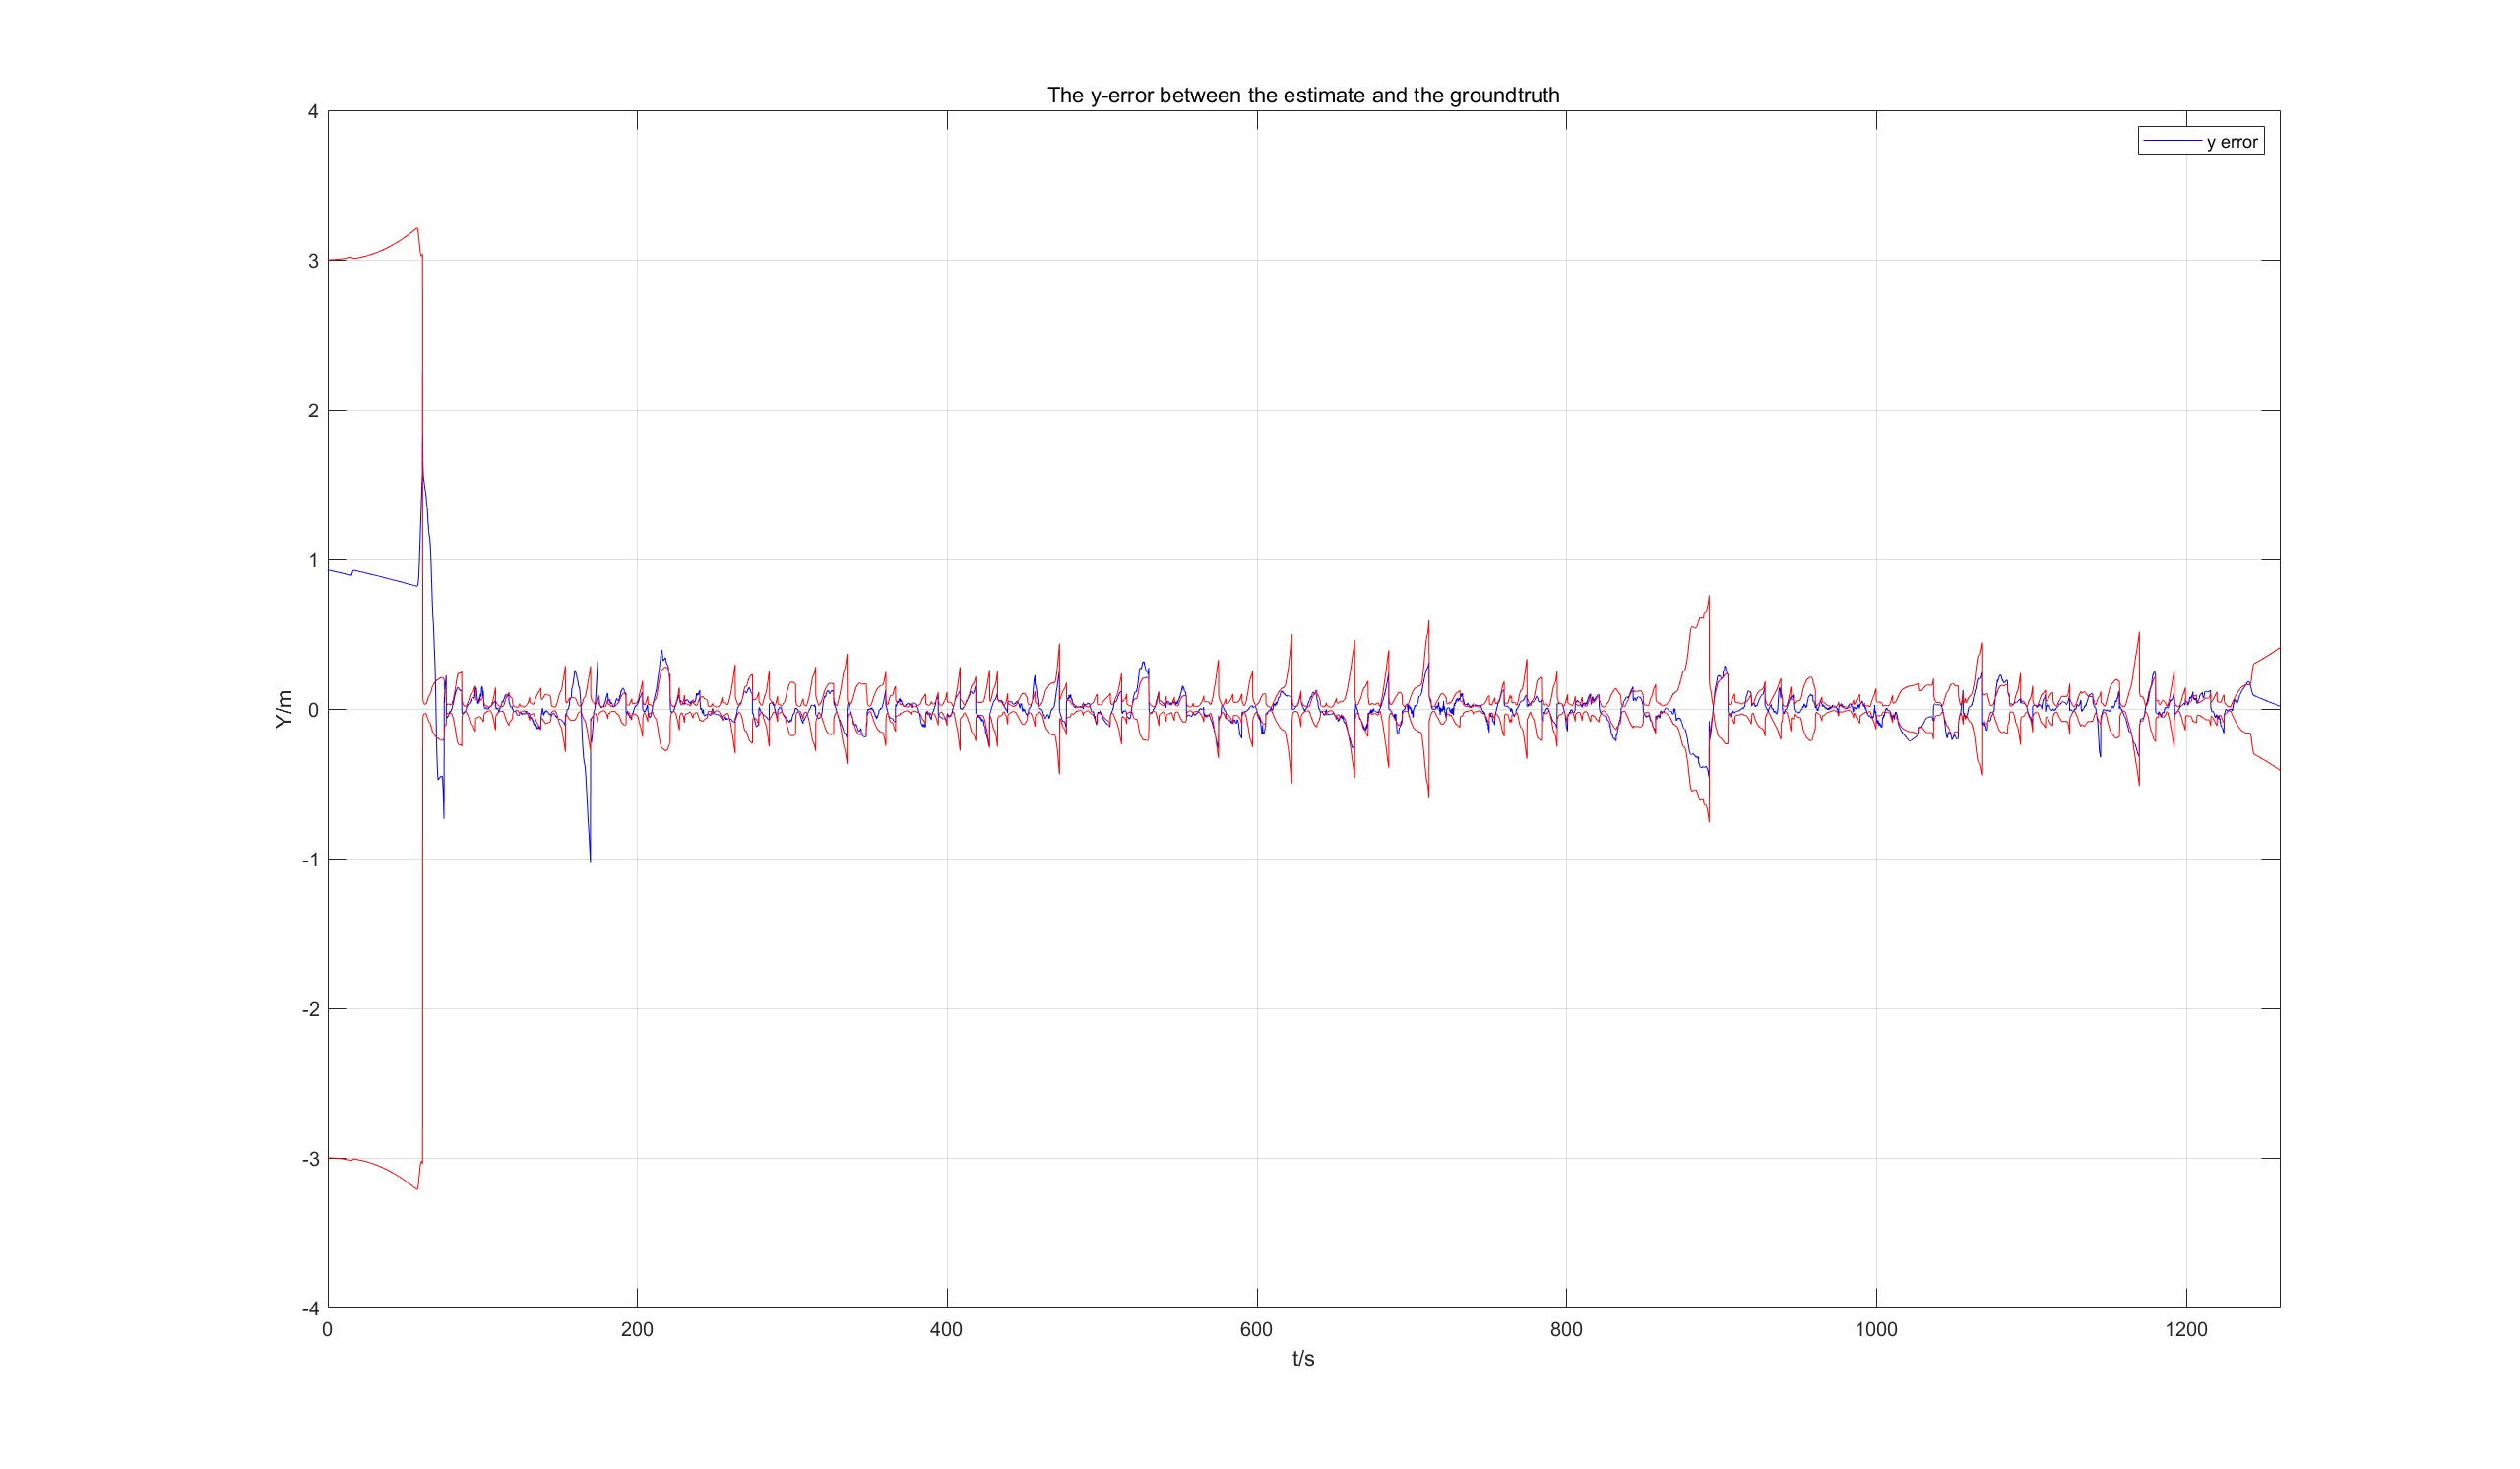 The y-error between the estimate and the groundtruth
y error
4
3
2
1
0
-1
-2
-3
-4
Y/m
0 200 400 600 800 1000 1200
t/s